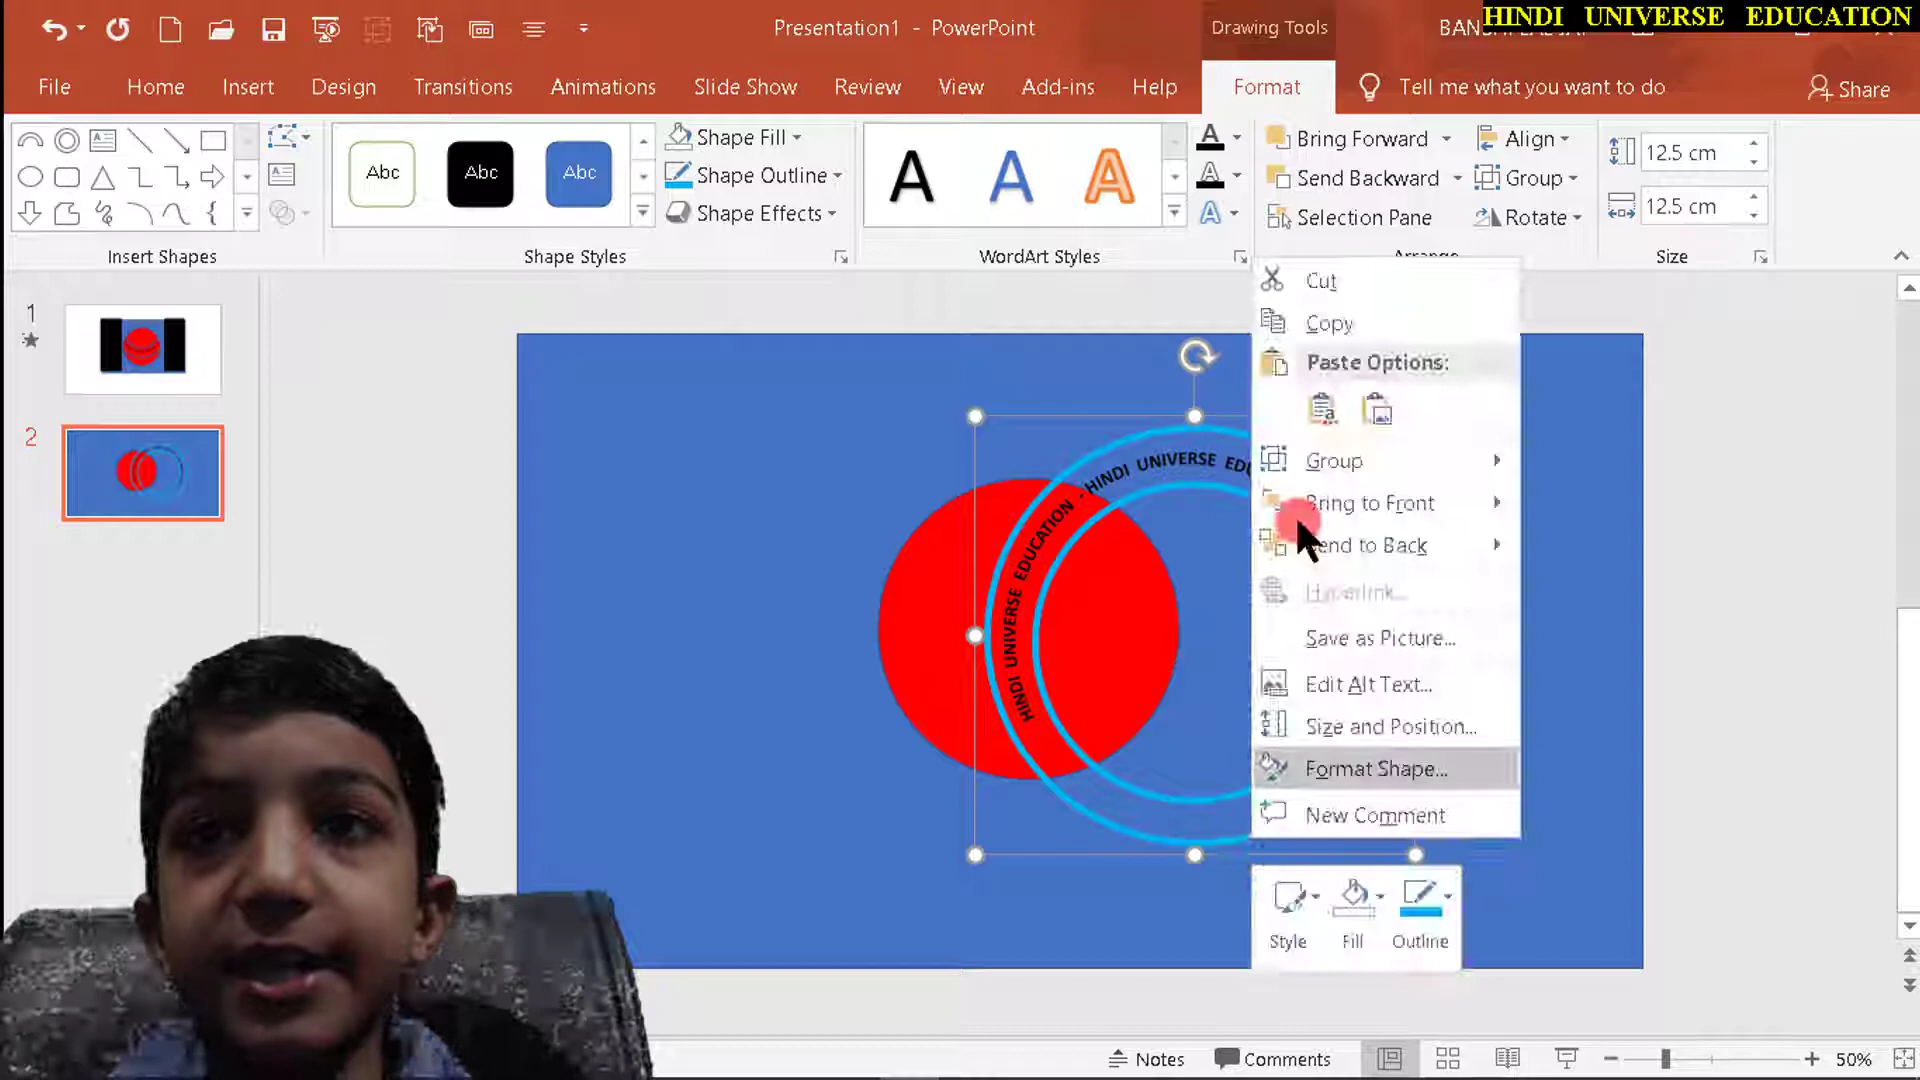 HINDI UNIVERSE EDUCATION
Presentation1 - PowerPoint
Drawing Tools
File Home Insert Design Transitions Animations Slide Show Review View Add-ins Help Format Tell me what you want to do Share
Abc Abc Abc
Shape Fill
Shape Outline
Shape Effects
A A A
Bring Forward
Send Backward
Selection Pane
Align
Group
Rotate
12.5 cm
12.5 cm
Insert Shapes Shape Styles WordArt Styles Arrange Size
1
2
Cut
Copy
Paste Options:
Group
Bring to Front
Send to Back
Hyperlink...
Save as Picture...
Edit Alt Text...
Size and Position...
Format Shape...
New Comment
Style Fill Outline
HINDI UNIVERSE EDUCATION - HINDI UNIVERSE EDU
Notes Comments 50%